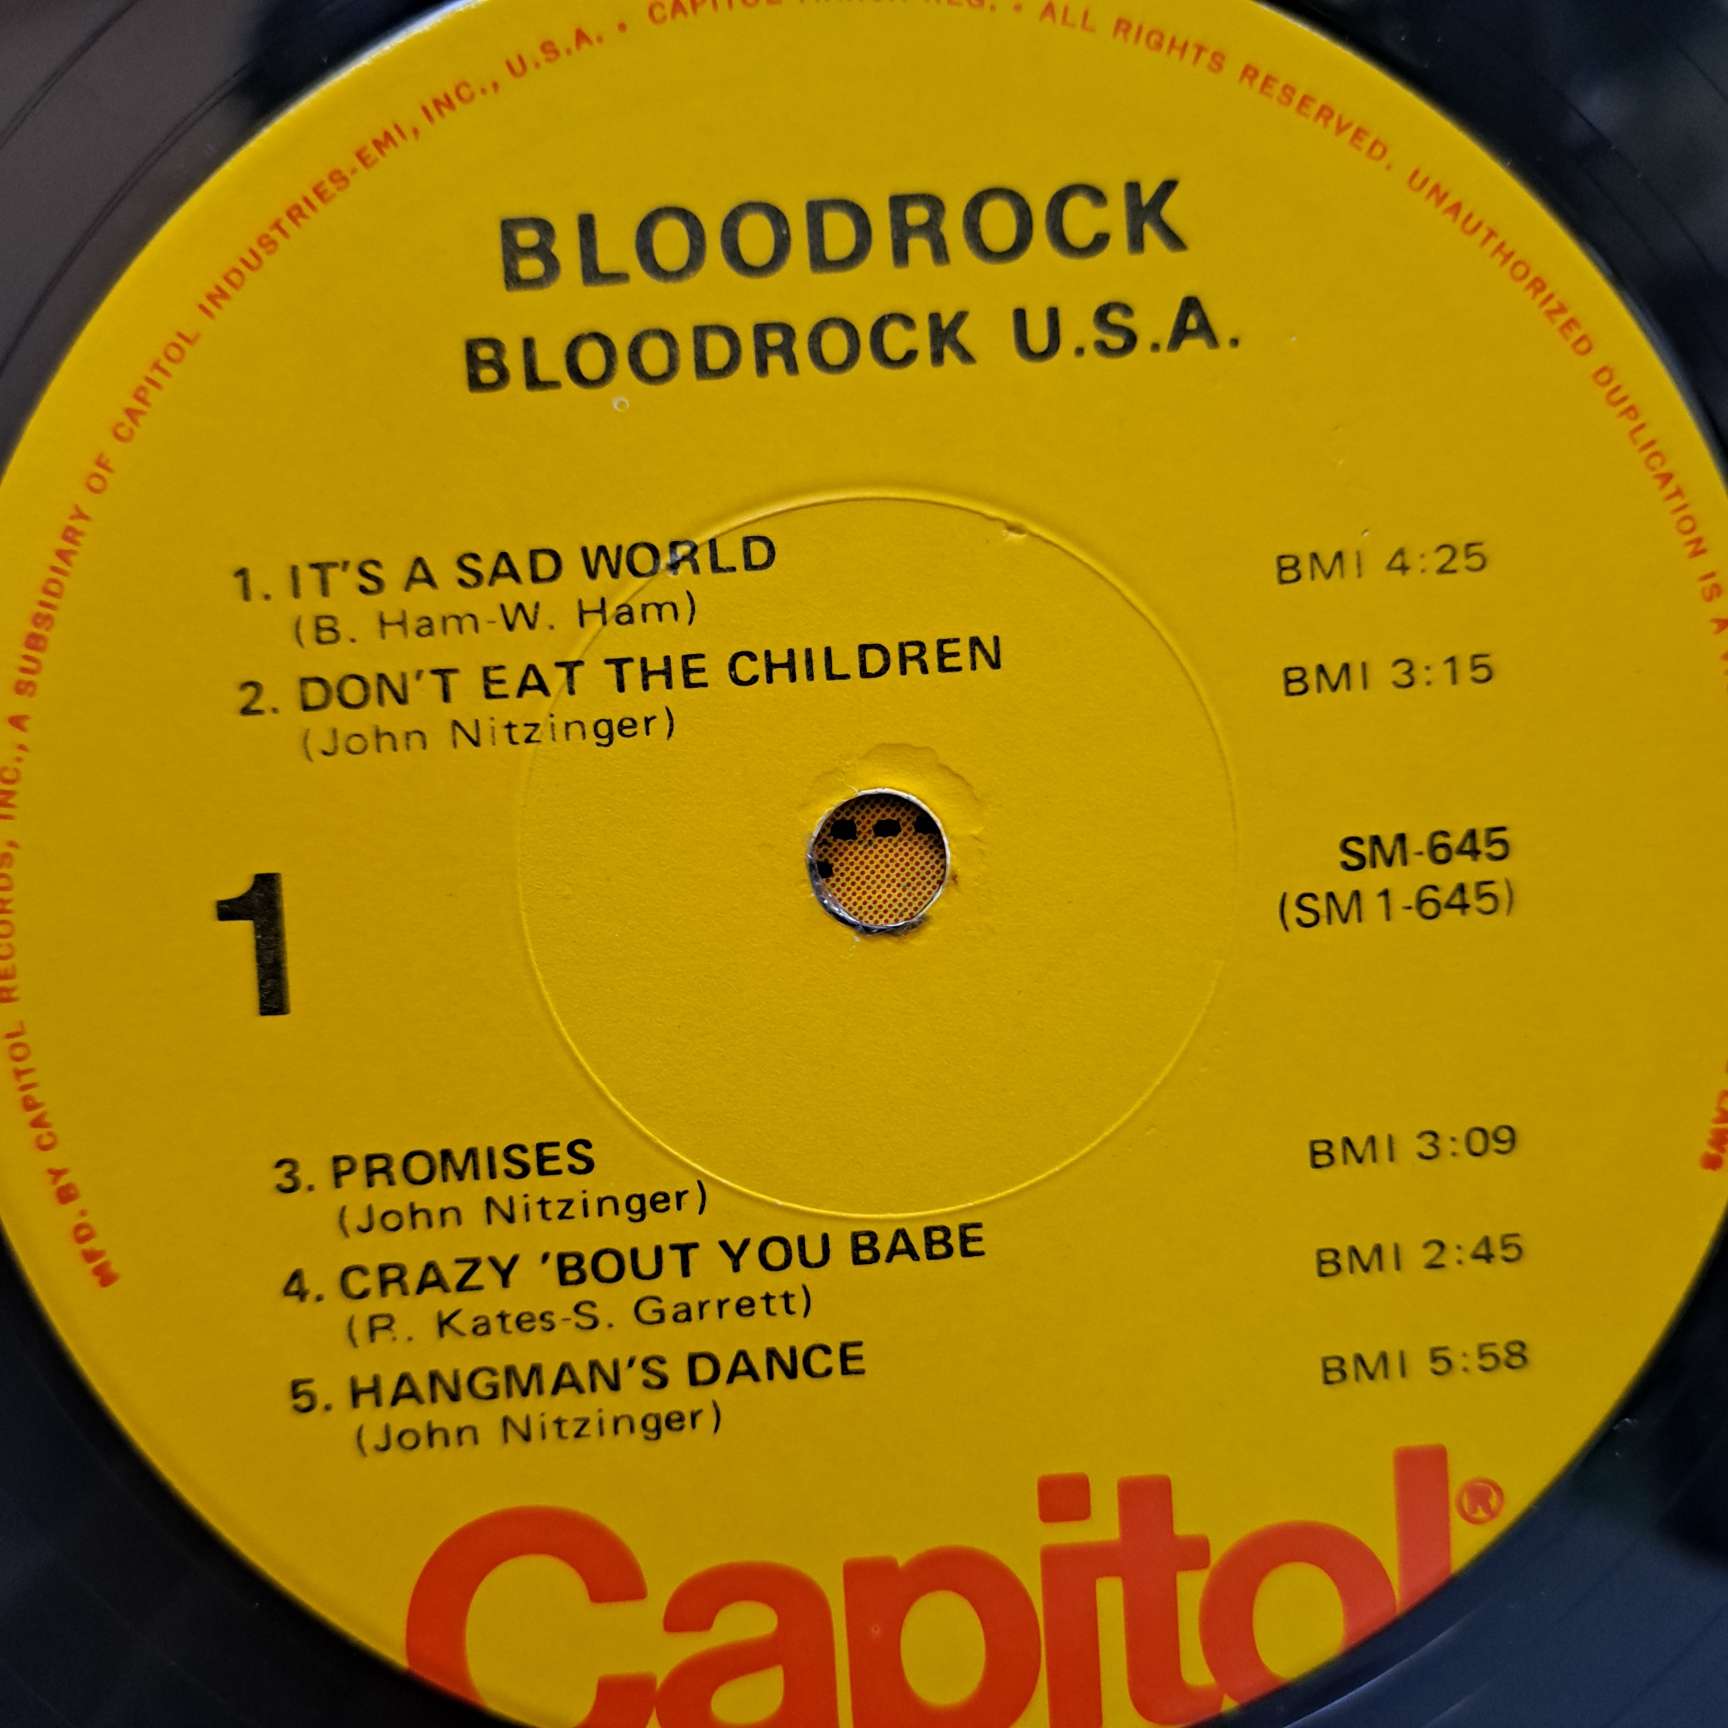 MFD. BY CAPITOL RECORDS, INC., A SUBSIDIARY OF CAPITOL INDUSTRIES-EMI, INC., U.S.A. • CAPITOL REG. • ALL RIGHTS RESERVED. UNAUTHORIZED DUPLICATION IS A LAWS
BLOODROCK
BLOODROCK U.S.A.
1. IT'S A SAD WORLD BMI 4:25
(B. Ham-W. Ham)
2. DON'T EAT THE CHILDREN BMI 3:15
(John Nitzinger)
SM-645
(SM 1-645)
1
3. PROMISES BMI 3:09
(John Nitzinger)
4. CRAZY 'BOUT YOU BABE BMI 2:45
(R. Kates-S. Garrett)
5. HANGMAN'S DANCE BMI 5:58
(John Nitzinger)
Capitol®